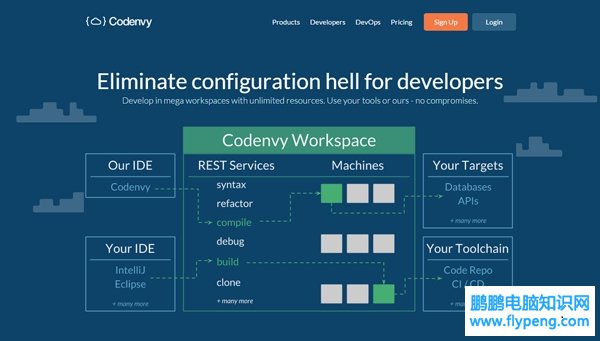 { } Codenvy
Products Developers DevOps Pricing Sign Up Login
Eliminate configuration hell for developers
Develop in mega workspaces with unlimited resources. Use your tools or ours - no compromises.
Codenvy Workspace
Our IDE
Codenvy
REST Services
Machines
syntax
refactor
compile
debug
build
clone
+ many more
Your Targets
Databases
APIs
+ many more
Your IDE
IntelliJ
Eclipse
+ many more
Your Toolchain
Code Repo
CI / CD
鹏鹏电脑知识网
www.flypeng.com